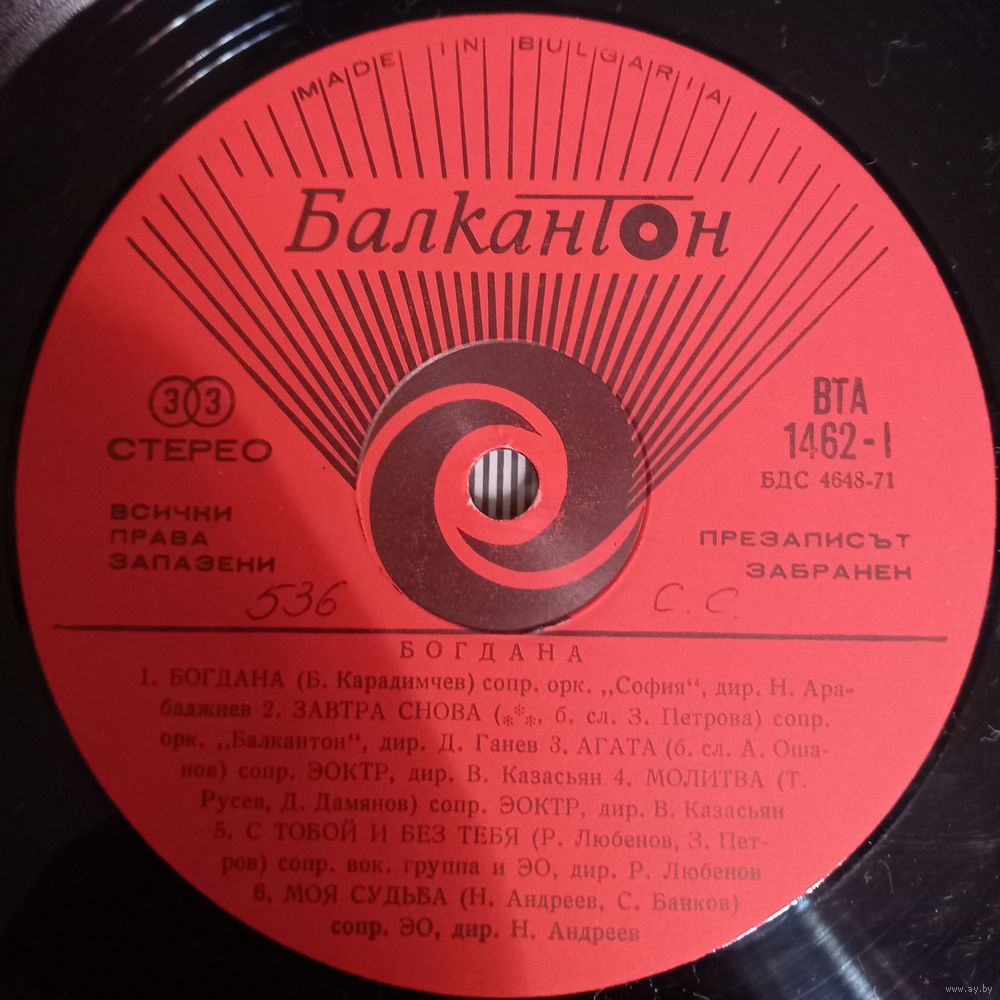 MADE IN BULGARIA
Балкантон
33
СТЕРЕО
ВТА
1462-I
БДС 4648-71
ВСИЧКИ
ПРАВА
ЗАПАЗЕНИ
ПРЕЗАПИСЪТ
ЗАБРАНЕН
536
С. С
БОГДАНА
1. БОГДАНА (Б. Карадимчев) сопр. орк. „София“, дир. Н. Ара-
баджиев 2. ЗАВТРА СНОВА (***, б. сл. З. Петрова) сопр.
орк. „Балкантон“, дир. Д. Ганев 3. АГАТА (б. сл. А. Оша-
нов) сопр. ЭОКТР, дир. В. Казасьян 4. МОЛИТВА (Т.
Русев, Д. Дамянов) сопр. ЭОКТР, дир. В. Казасьян
5. С ТОБОЙ И БЕЗ ТЕБЯ (Р. Любенов, З. Пет-
ров) сопр. вок. группа и ЭО, дир. Р. Любенов
6. МОЯ СУДЬБА (Н. Андреев, С. Банков)
сопр. ЭО, дир. Н. Андреев
www.ay.by